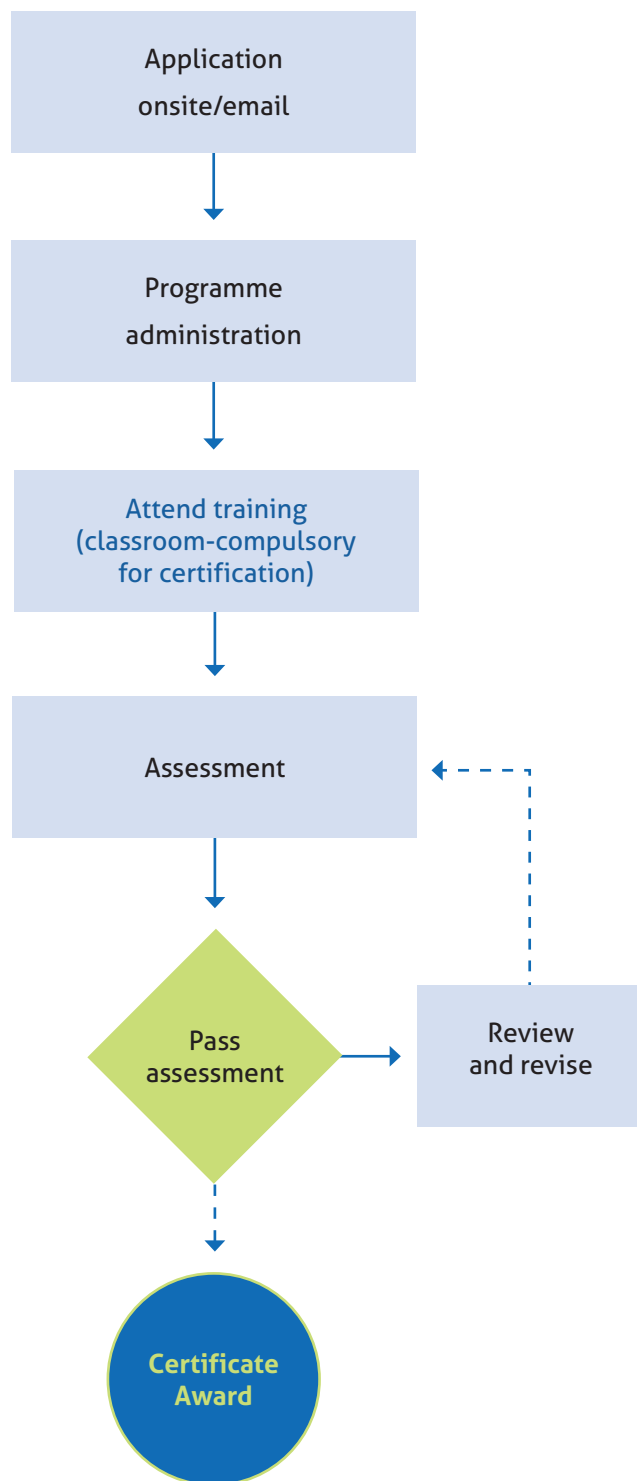 Application
onsite/email
Programme
administration
Attend training
(classroom-compulsory
for certification)
Assessment
Pass
assessment
Review
and revise
Certificate
Award